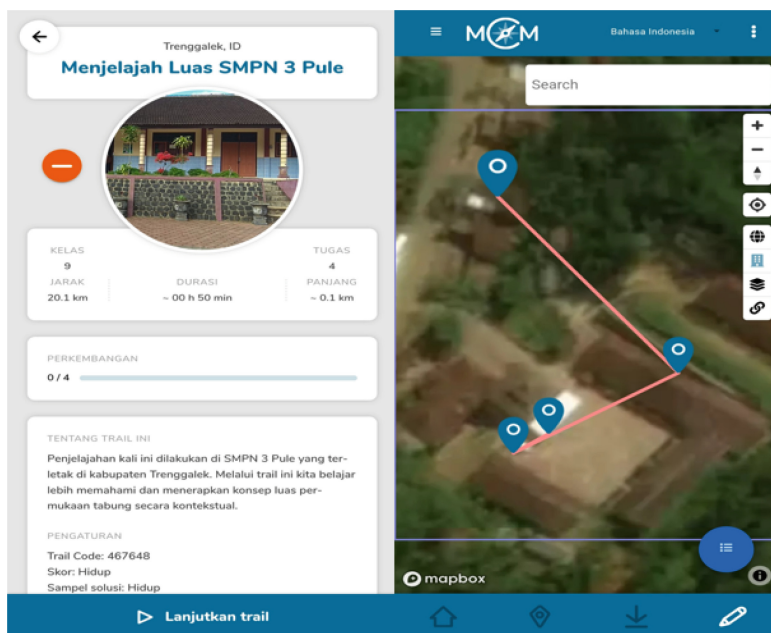 Trenggalek, ID
Menjelajah Luas SMPN 3 Pule
KELAS
9
TUGAS
4
JARAK
20.1 km
DURASI
~ 00 h 50 min
PANJANG
~ 0.1 km
PERKEMBANGAN
0 / 4
TENTANG TRAIL INI
Penjelajahan kali ini dilakukan di SMPN 3 Pule yang ter-
letak di kabupaten Trenggalek. Melalui trail ini kita belajar
lebih memahami dan menerapkan konsep luas per-
mukaan tabung secara kontekstual.
PENGATURAN
Trail Code: 467648
Skor: Hidup
Sampel solusi: Hidup
Lanjutkan trail
MCM
Bahasa Indonesia
Search
mapbox